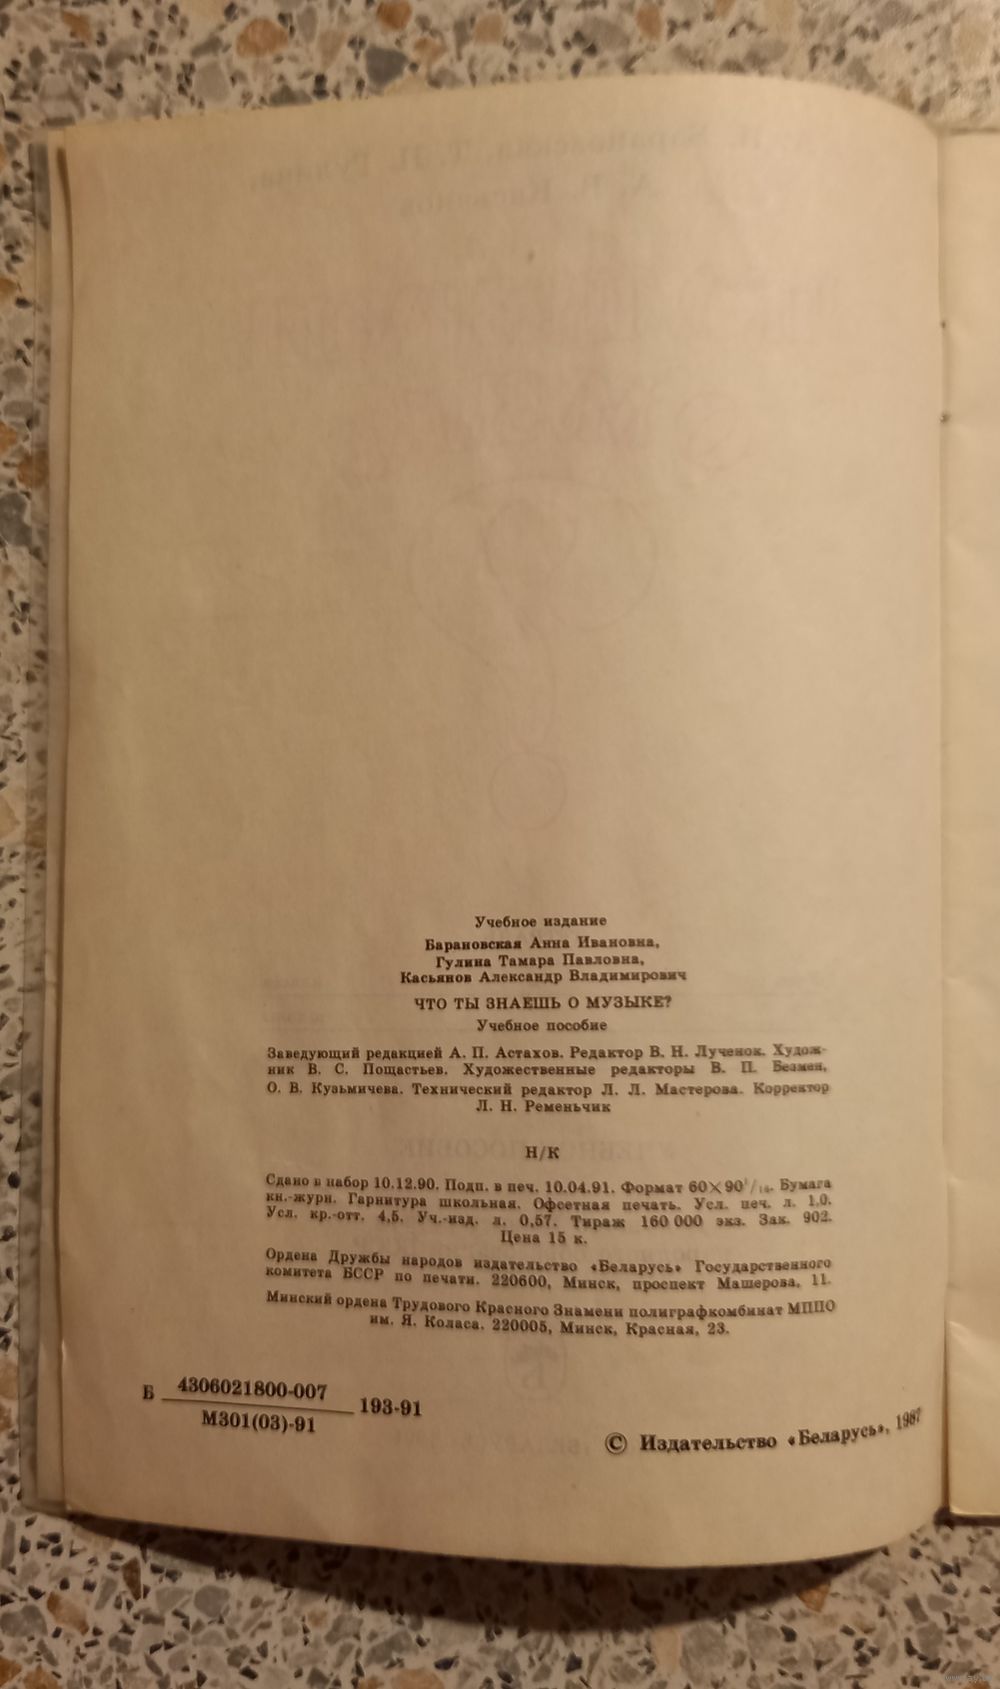 Учебное издание
Барановская Анна Ивановна,
Гулина Тамара Павловна,
Касьянов Александр Владимирович
ЧТО ТЫ ЗНАЕШЬ О МУЗЫКЕ?
Учебное пособие
Заведующий редакцией А. П. Астахов. Редактор В. Н. Лученок. Худож-
ник В. С. Пощастьев. Художественные редакторы В. П. Безмен,
О. В. Кузьмичева. Технический редактор Л. Л. Мастерова. Корректор
Л. Н. Ременьчик
Н/К
Сдано в набор 10.12.90. Подп. в печ. 10.04.91. Формат 60×90¹/₁₆. Бумага
кн.-журн. Гарнитура школьная. Офсетная печать. Усл. печ. л. 1,0.
Усл. кр.-отт. 4,5. Уч.-изд. л. 0,57. Тираж 160 000 экз. Зак. 902.
Цена 15 к.
Ордена Дружбы народов издательство «Беларусь» Государственного
комитета БССР по печати. 220600, Минск, проспект Машерова, 11.
Минский ордена Трудового Красного Знамени полиграфкомбинат МППО
им. Я. Коласа. 220005, Минск, Красная, 23.
Б 4306021800-007 193-91
М301(03)-91
© Издательство «Беларусь», 1987